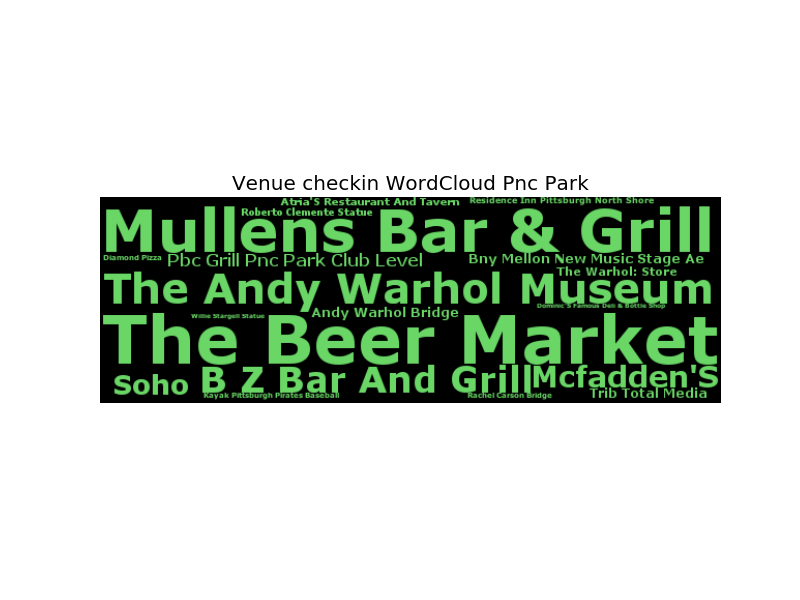 Venue checkin WordCloud Pnc Park
Atria'S Restaurant And Tavern
Residence Inn Pittsburgh North Shore
Roberto Clemente Statue
Mullens Bar & Grill
Diamond Pizza
Pbc Grill Pnc Park Club Level
Bny Mellon New Music Stage Ae
The Warhol: Store
The Andy Warhol Museum
Dominic'S Famous Deli & Bottle Shop
Andy Warhol Bridge
Willie Stargell Statue
The Beer Market
Soho
B Z Bar And Grill
Mcfadden'S
Kayak Pittsburgh Pirates Baseball
Rachel Carson Bridge
Trib Total Media